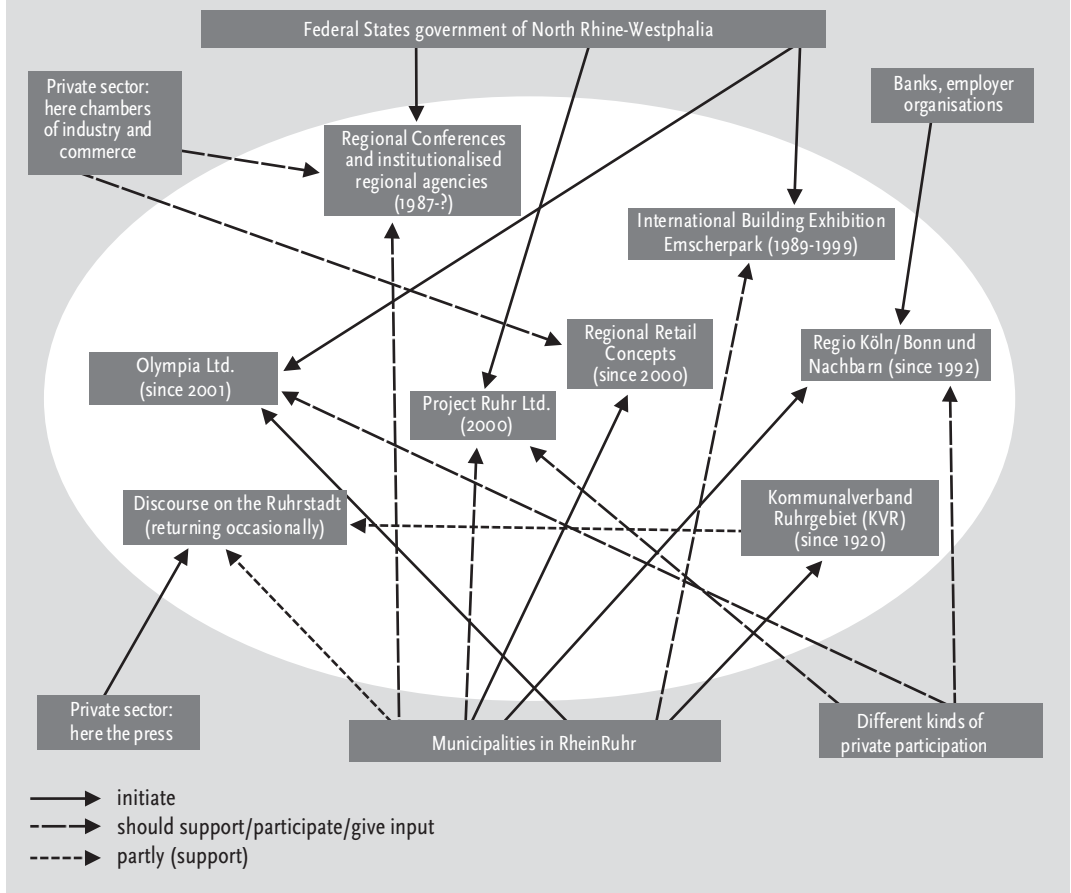 Federal States government of North Rhine-Westphalia
Private sector:
here chambers
of industry and
commerce
Banks, employer
organisations
Regional Conferences
and institutionalised
regional agencies
(1987-?)
International Building Exhibition
Emscherpark (1989-1999)
Regional Retail
Concepts
(since 2000)
Regio Köln/Bonn und
Nachbarn (since 1992)
Olympia Ltd.
(since 2001)
Project Ruhr Ltd.
(2000)
Discourse on the Ruhrstadt
(returning occasionally)
Kommunalverband
Ruhrgebiet (KVR)
(since 1920)
Private sector:
here the press
Municipalities in RheinRuhr
Different kinds of
private participation
initiate
should support/participate/give input
partly (support)